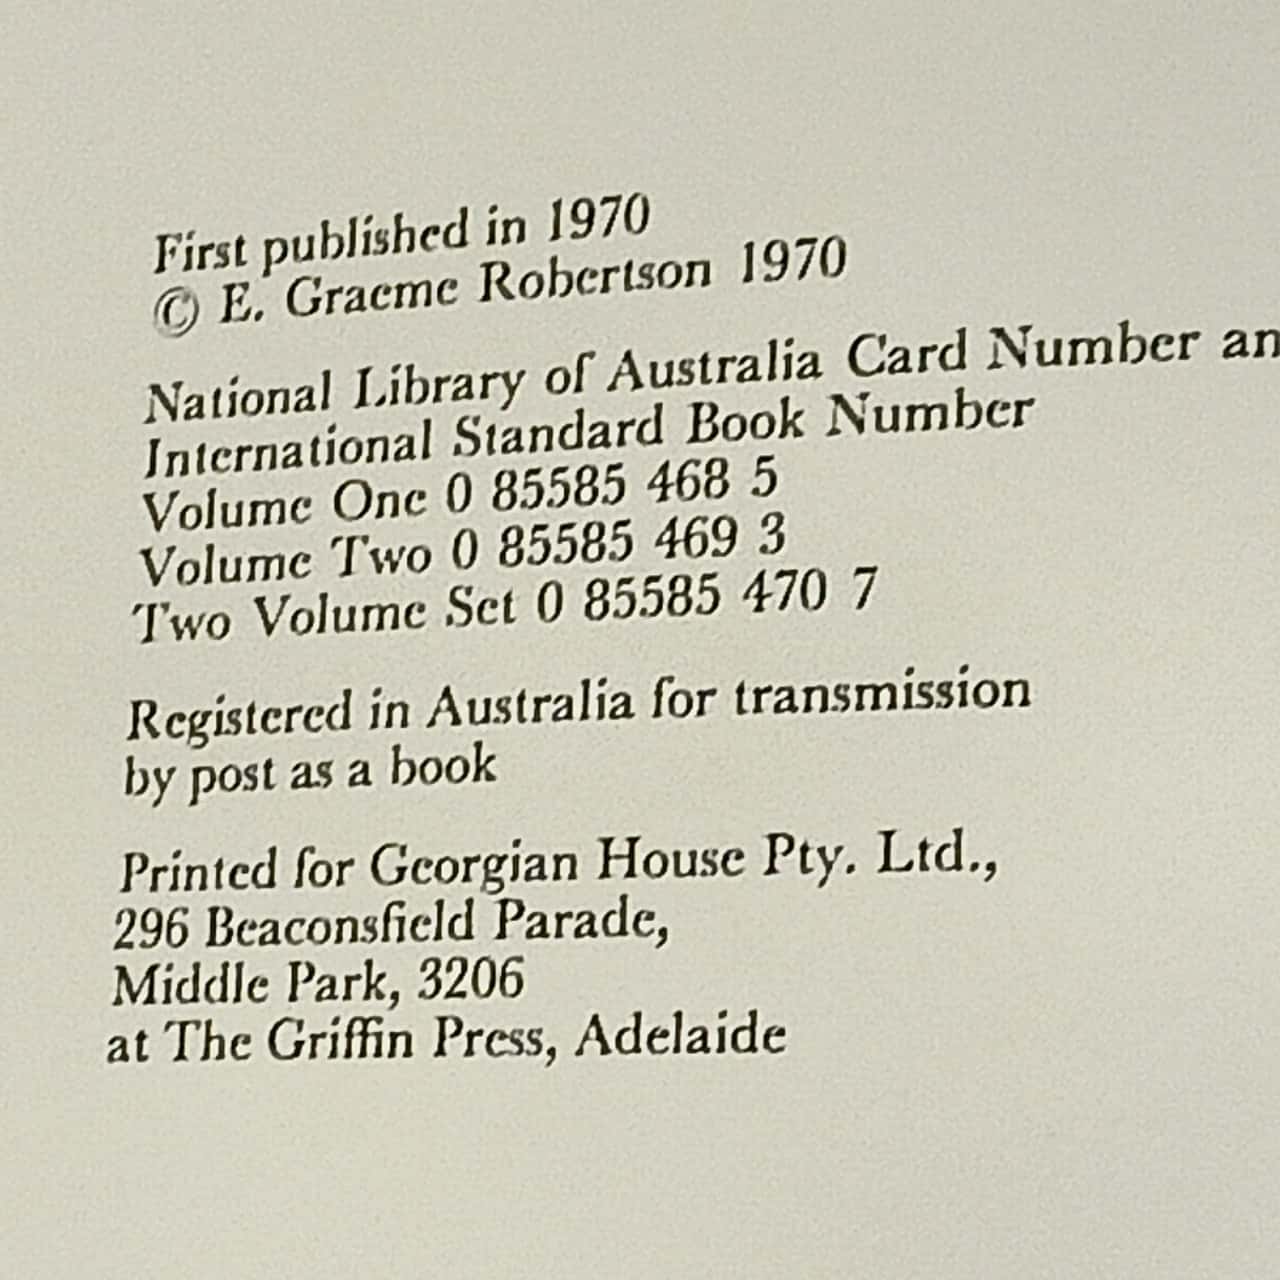 First published in 1970
© E. Graeme Robertson 1970
National Library of Australia Card Number an
International Standard Book Number
Volume One 0 85585 468 5
Volume Two 0 85585 469 3
Two Volume Set 0 85585 470 7
Registered in Australia for transmission
by post as a book
Printed for Georgian House Pty. Ltd.,
296 Beaconsfield Parade,
Middle Park, 3206
at The Griffin Press, Adelaide